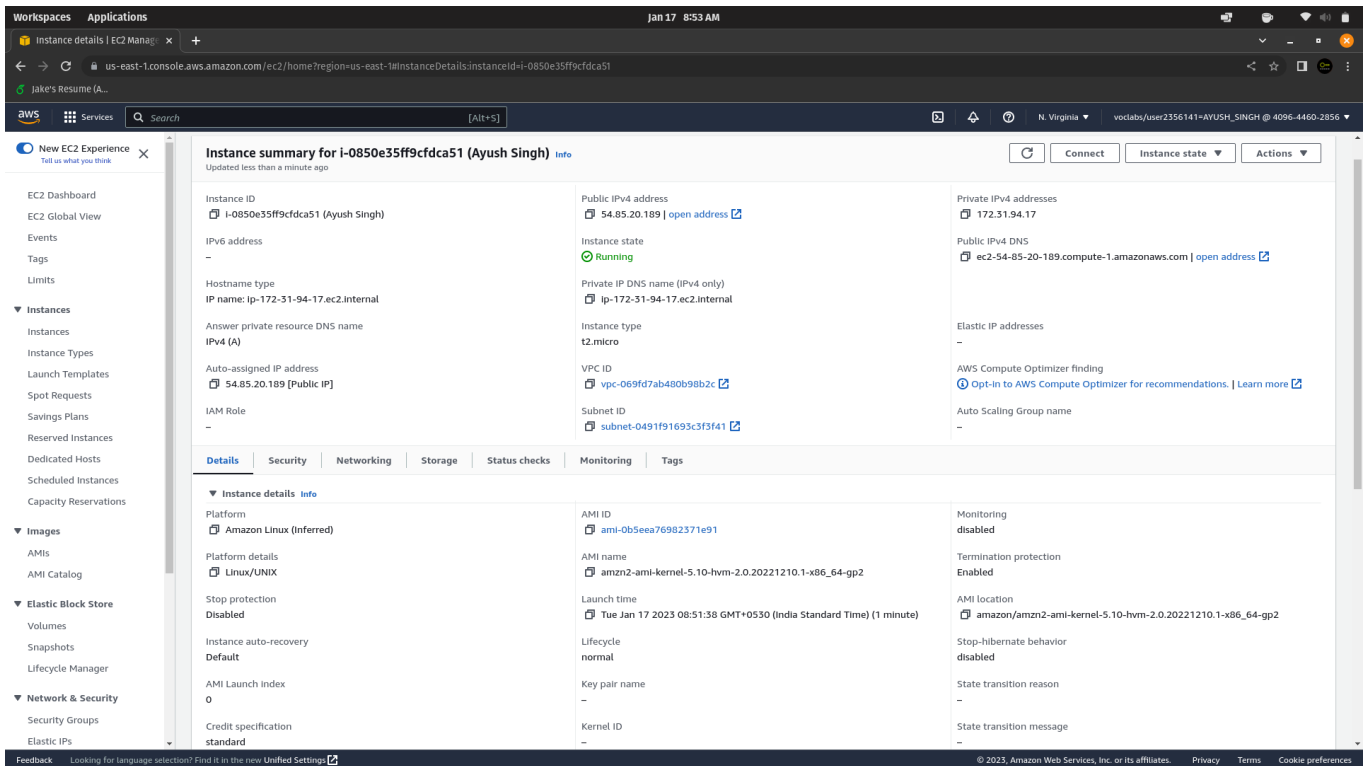 Workspaces Applications Jan 17 8:53 AM
Instance details | EC2 Manage × +
us-east-1.console.aws.amazon.com/ec2/home?region=us-east-1#InstanceDetails:instanceId=i-0850e35ff9cfdca51
Jake's Resume (A...
aws Services Search [Alt+S] N. Virginia ▼ voclabs/user2356141=AYUSH_SINGH @ 4096-4460-2856 ▼
New EC2 Experience
Tell us what you think
EC2 Dashboard
EC2 Global View
Events
Tags
Limits
▼ Instances
Instances
Instance Types
Launch Templates
Spot Requests
Savings Plans
Reserved Instances
Dedicated Hosts
Scheduled Instances
Capacity Reservations
▼ Images
AMIs
AMI Catalog
▼ Elastic Block Store
Volumes
Snapshots
Lifecycle Manager
▼ Network & Security
Security Groups
Elastic IPs
Instance summary for i-0850e35ff9cfdca51 (Ayush Singh) Info
Connect Instance state ▼ Actions ▼
Updated less than a minute ago
Instance ID
i-0850e35ff9cfdca51 (Ayush Singh)
Public IPv4 address
54.85.20.189 | open address
Private IPv4 addresses
172.31.94.17
IPv6 address
–
Instance state
Running
Public IPv4 DNS
ec2-54-85-20-189.compute-1.amazonaws.com | open address
Hostname type
IP name: ip-172-31-94-17.ec2.internal
Private IP DNS name (IPv4 only)
ip-172-31-94-17.ec2.internal
Answer private resource DNS name
IPv4 (A)
Instance type
t2.micro
Elastic IP addresses
–
Auto-assigned IP address
54.85.20.189 [Public IP]
VPC ID
vpc-069fd7ab480b98b2c
AWS Compute Optimizer finding
Opt-in to AWS Compute Optimizer for recommendations. | Learn more
IAM Role
–
Subnet ID
subnet-0491f91693c3f3f41
Auto Scaling Group name
–
Details Security Networking Storage Status checks Monitoring Tags
▼ Instance details Info
Platform
Amazon Linux (Inferred)
AMI ID
ami-0b5eea76982371e91
Monitoring
disabled
Platform details
Linux/UNIX
AMI name
amzn2-ami-kernel-5.10-hvm-2.0.20221210.1-x86_64-gp2
Termination protection
Enabled
Stop protection
Disabled
Launch time
Tue Jan 17 2023 08:51:38 GMT+0530 (India Standard Time) (1 minute)
AMI location
amazon/amzn2-ami-kernel-5.10-hvm-2.0.20221210.1-x86_64-gp2
Instance auto-recovery
Default
Lifecycle
normal
Stop-hibernate behavior
disabled
AMI Launch index
0
Key pair name
–
State transition reason
–
Credit specification
standard
Kernel ID
–
State transition message
–
Feedback Looking for language selection? Find it in the new Unified Settings © 2023, Amazon Web Services, Inc. or its affiliates. Privacy Terms Cookie preferences